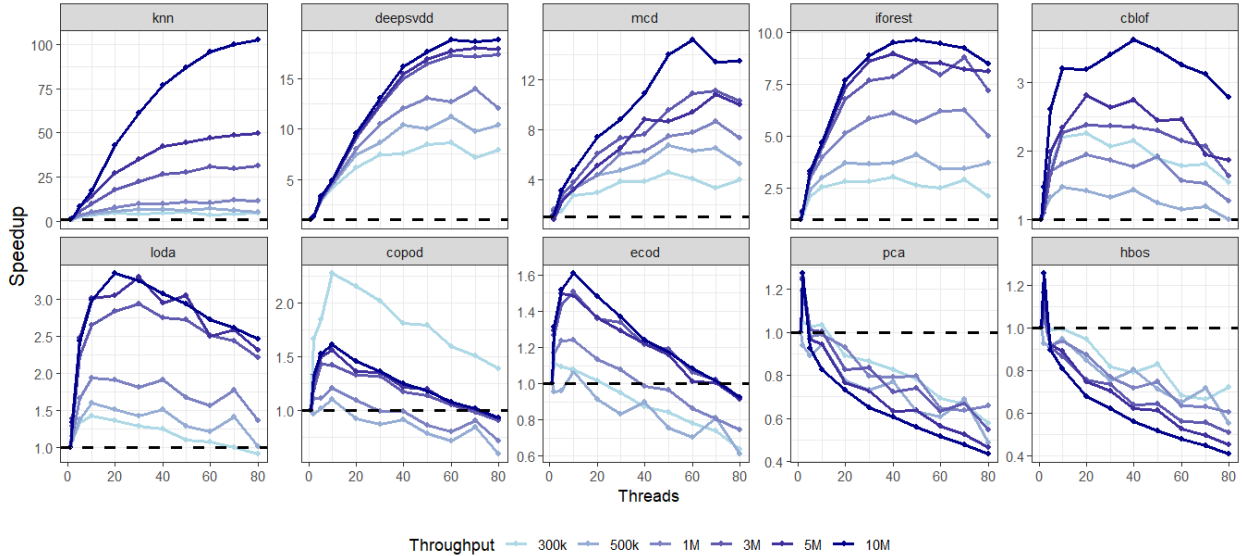 knn deepsvdd mcd iforest cblof
100 75 50 25 0
15 10 5
12 8 4
10.0 7.5 5.0 2.5
3 2 1
Speedup
loda copod ecod pca hbos
3.0 2.5 2.0 1.5 1.0
2.0 1.5 1.0
1.6 1.4 1.2 1.0 0.8 0.6
1.2 1.0 0.8 0.6 0.4
1.2 1.0 0.8 0.6 0.4
0 20 40 60 80 0 20 40 60 80 0 20 40 60 80 0 20 40 60 80 0 20 40 60 80
Threads
Throughput 300k 500k 1M 3M 5M 10M